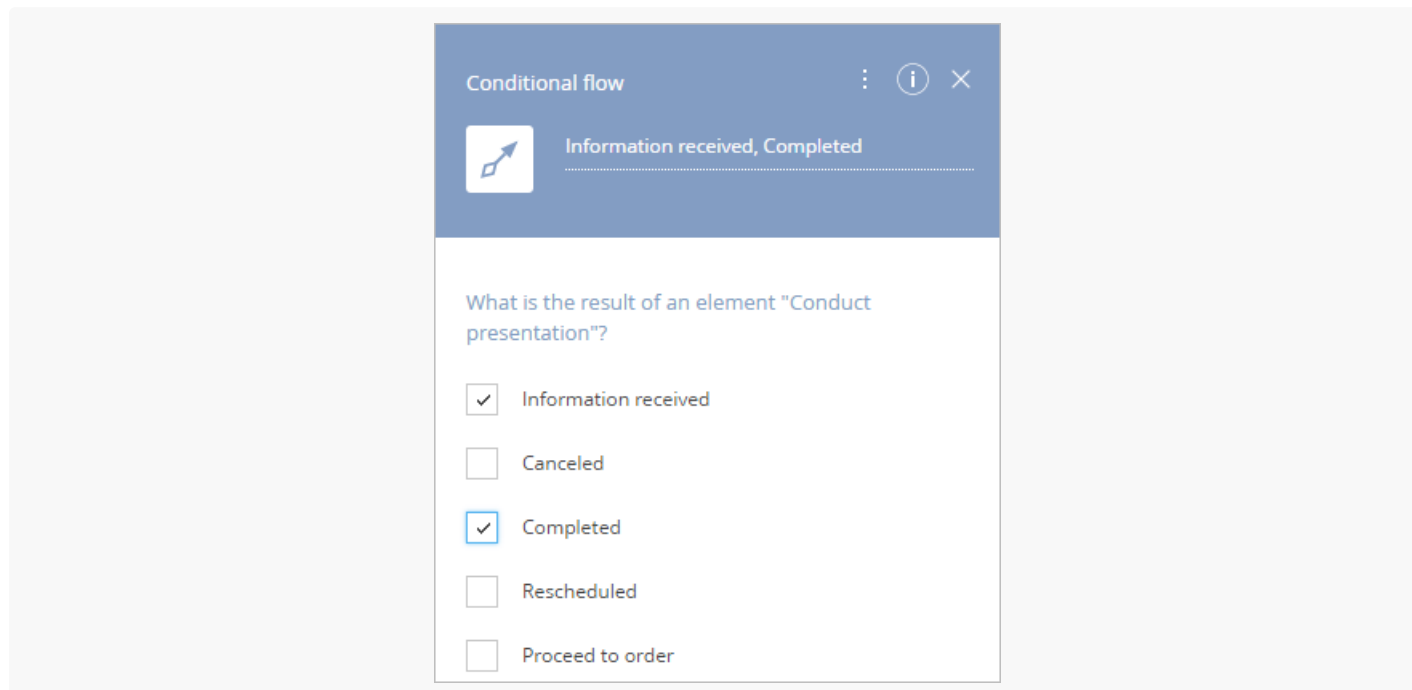 Conditional flow
Information received, Completed
What is the result of an element "Conduct
presentation"?
Information received
Canceled
Completed
Rescheduled
Proceed to order